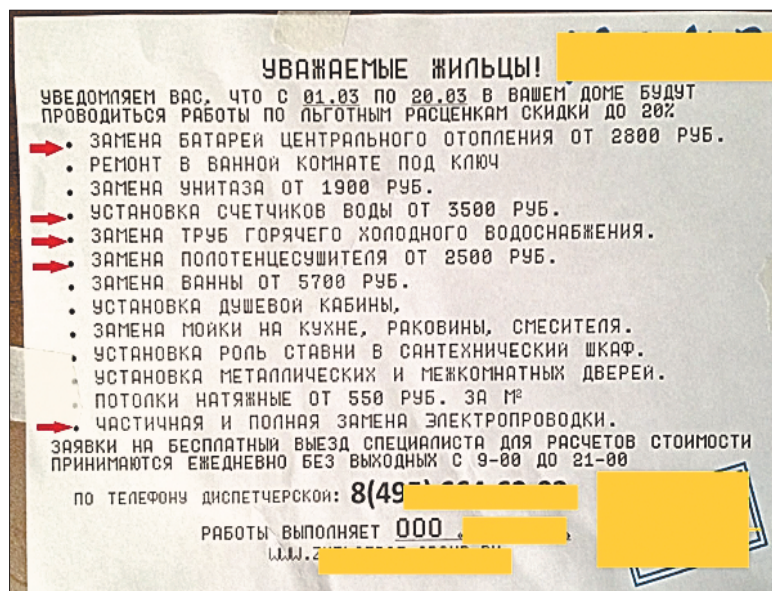 УВАЖАЕМЫЕ ЖИЛЬЦЫ!
УВЕДОМЛЯЕМ ВАС, ЧТО С 01.03 ПО 20.03 В ВАШЕМ ДОМЕ БУДУТ
ПРОВОДИТЬСЯ РАБОТЫ ПО ЛЬГОТНЫМ РАСЦЕНКАМ СКИДКИ ДО 20%
• ЗАМЕНА БАТАРЕЙ ЦЕНТРАЛЬНОГО ОТОПЛЕНИЯ ОТ 2800 РУБ.
• РЕМОНТ В ВАННОЙ КОМНАТЕ ПОД КЛЮЧ
• ЗАМЕНА УНИТАЗА ОТ 1900 РУБ.
• УСТАНОВКА СЧЕТЧИКОВ ВОДЫ ОТ 3500 РУБ.
• ЗАМЕНА ТРУБ ГОРЯЧЕГО ХОЛОДНОГО ВОДОСНАБЖЕНИЯ.
• ЗАМЕНА ПОЛОТЕНЦЕСУШИТЕЛЯ ОТ 2500 РУБ.
• ЗАМЕНА ВАННЫ ОТ 5700 РУБ.
• УСТАНОВКА ДУШЕВОЙ КАБИНЫ,
• ЗАМЕНА МОЙКИ НА КУХНЕ, РАКОВИНЫ, СМЕСИТЕЛЯ.
• УСТАНОВКА РОЛЬ СТАВНИ В САНТЕХНИЧЕСКИЙ ШКАФ.
• УСТАНОВКА МЕТАЛЛИЧЕСКИХ И МЕЖКОМНАТНЫХ ДВЕРЕЙ.
• ПОТОЛКИ НАТЯЖНЫЕ ОТ 550 РУБ. ЗА М²
• ЧАСТИЧНАЯ И ПОЛНАЯ ЗАМЕНА ЭЛЕКТРОПРОВОДКИ.
ЗАЯВКИ НА БЕСПЛАТНЫЙ ВЫЕЗД СПЕЦИАЛИСТА ДЛЯ РАСЧЕТОВ СТОИМОСТИ
ПРИНИМАЮТСЯ ЕЖЕДНЕВНО БЕЗ ВЫХОДНЫХ С 9-00 ДО 21-00
ПО ТЕЛЕФОНУ ДИСПЕТЧЕРСКОЙ: 8(49
РАБОТЫ ВЫПОЛНЯЕТ ООО
WWW.